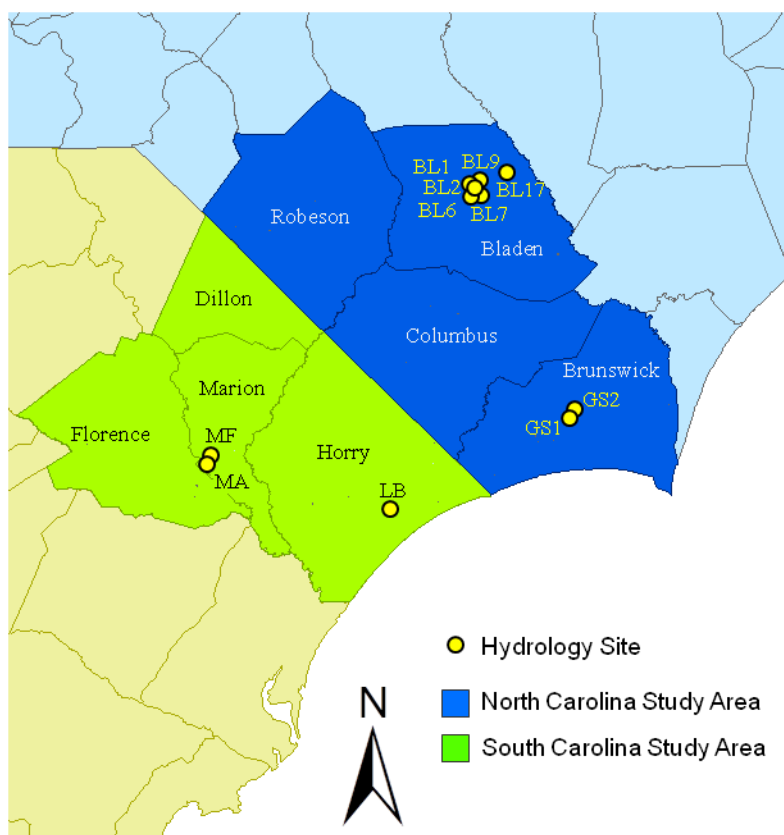 BL1
BL9
BL2
BL17
BL6
BL7
Robeson
Bladen
Dillon
Columbus
Brunswick
Marion
GS2
GS1
Florence
MF
Horry
MA
LB
Hydrology Site
N
North Carolina Study Area
South Carolina Study Area